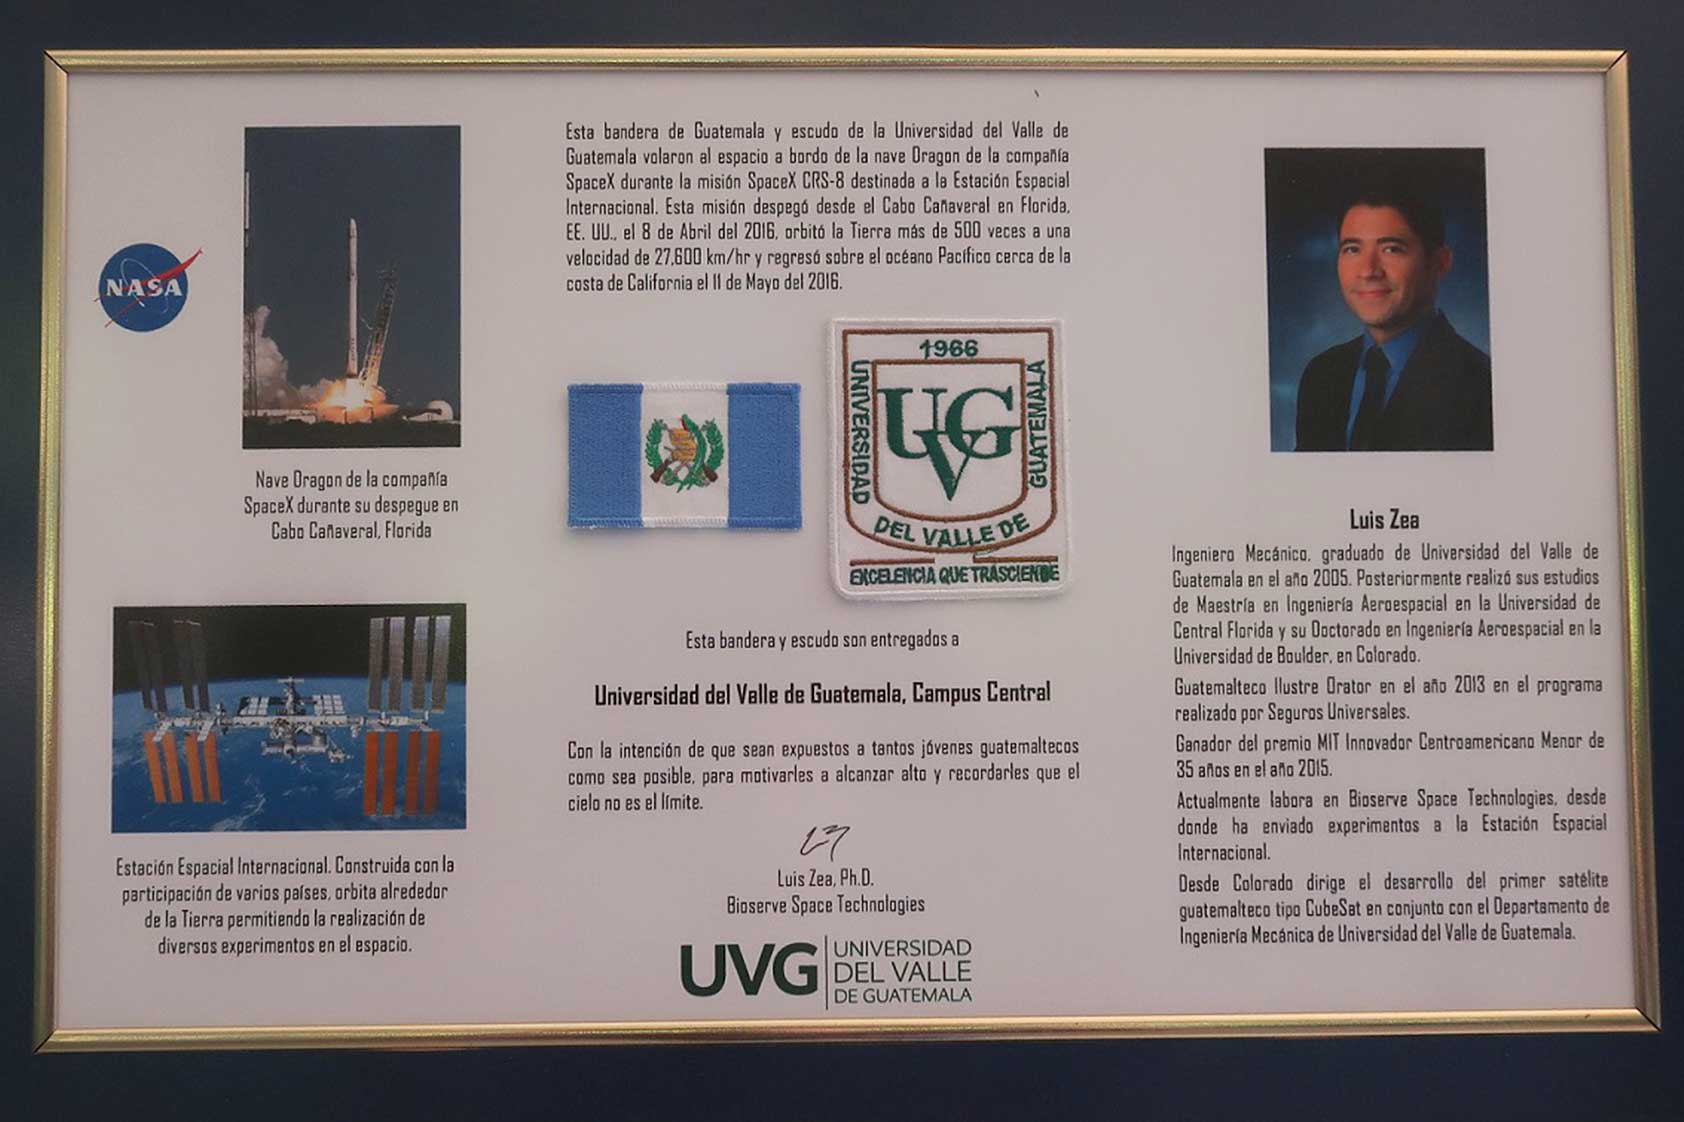 NASA
Nave Dragon de la compañía
SpaceX durante su despegue en
Cabo Cañaveral, Florida
Estación Espacial Internacional. Construida con la
participación de varios países, orbita alrededor
de la Tierra permitiendo la realización de
diversos experimentos en el espacio.
Esta bandera de Guatemala y escudo de la Universidad del Valle de
Guatemala volaron al espacio a bordo de la nave Dragon de la compañía
SpaceX durante la misión SpaceX CRS-8 destinada a la Estación Espacial
Internacional. Esta misión despegó desde el Cabo Cañaveral en Florida,
EE. UU., el 8 de Abril del 2016, orbitó la Tierra más de 500 veces a una
velocidad de 27,600 km/hr y regresó sobre el océano Pacífico cerca de la
costa de California el 11 de Mayo del 2016.
1966
UNIVERSIDAD
DEL VALLE DE
GUATEMALA
UVG
EXCELENCIA QUE TRASCIENDE
Esta bandera y escudo son entregados a
Universidad del Valle de Guatemala, Campus Central
Con la intención de que sean expuestos a tantos jóvenes guatemaltecos
como sea posible, para motivarles a alcanzar alto y recordarles que el
cielo no es el límite.
Luis Zea, Ph.D.
Bioserve Space Technologies
UVG
UNIVERSIDAD
DEL VALLE
DE GUATEMALA
Luis Zea
Ingeniero Mecánico, graduado de Universidad del Valle de
Guatemala en el año 2005. Posteriormente realizó sus estudios
de Maestría en Ingeniería Aeroespacial en la Universidad de
Central Florida y su Doctorado en Ingeniería Aeroespacial en la
Universidad de Boulder, en Colorado.
Guatemalteco Ilustre Orator en el año 2013 en el programa
realizado por Seguros Universales.
Ganador del premio MIT Innovador Centroamericano Menor de
35 años en el año 2015.
Actualmente labora en Bioserve Space Technologies, desde
donde ha enviado experimentos a la Estación Espacial
Internacional.
Desde Colorado dirige el desarrollo del primer satélite
guatemalteco tipo CubeSat en conjunto con el Departamento de
Ingeniería Mecánica de Universidad del Valle de Guatemala.